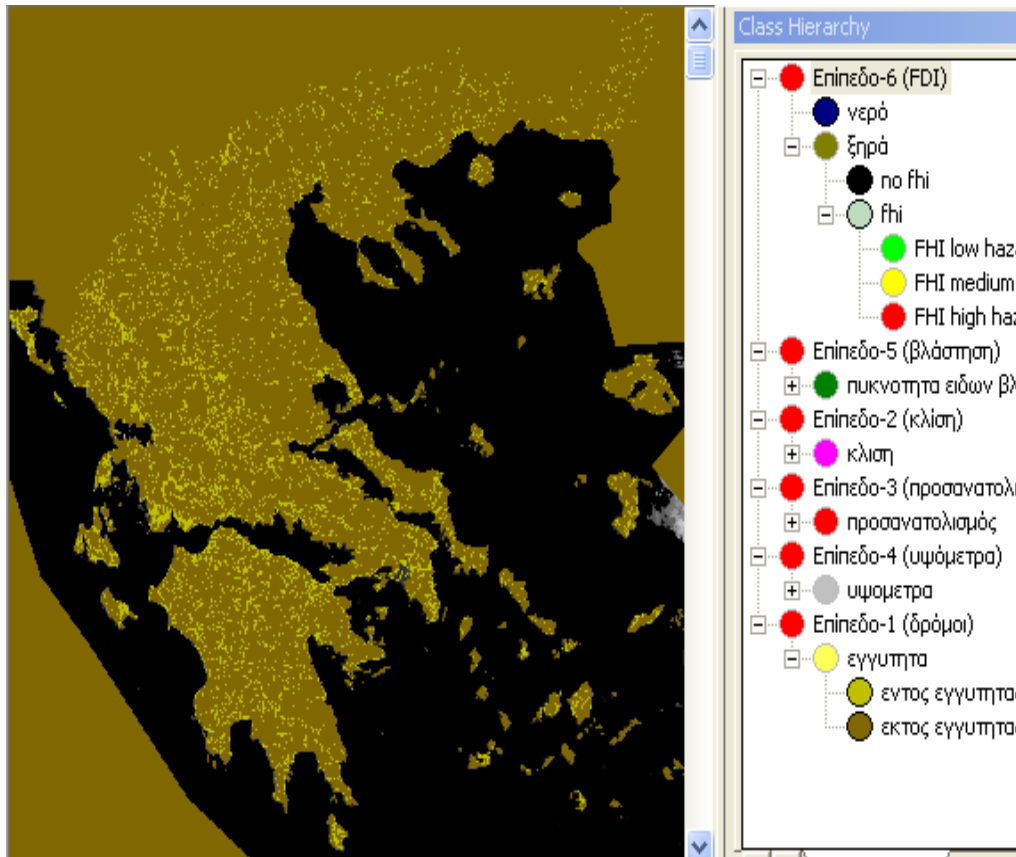 Class Hierarchy
Επίπεδο-6 (FDI)
νερό
ξηρά
no fhi
fhi
FHI low haz
FHI medium
FHI high haz
Επίπεδο-5 (βλάστηση)
πυκνοτητα ειδων βλ
Επίπεδο-2 (κλίση)
κλιση
Επίπεδο-3 (προσανατολι
προσανατολισμός
Επίπεδο-4 (υψόμετρα)
υψομετρα
Επίπεδο-1 (δρόμοι)
εγγυτητα
εντος εγγυτητας
εκτος εγγυτητας